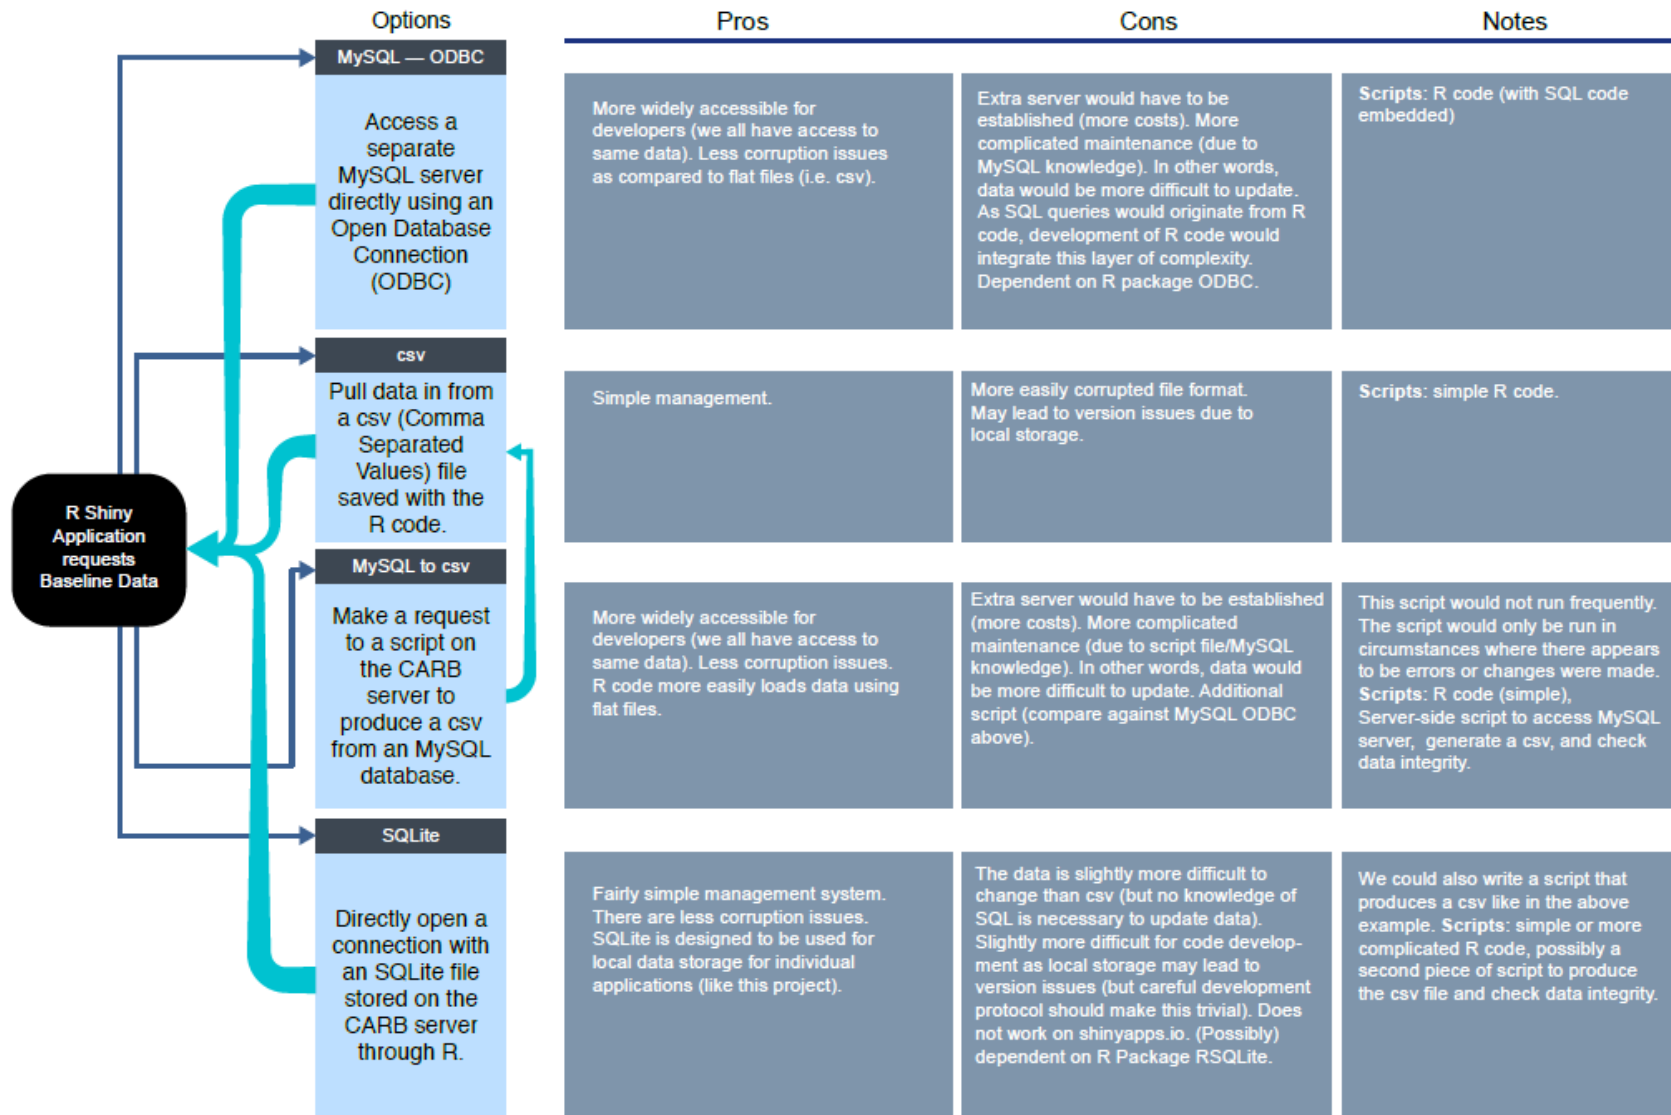 Options
Pros
Cons
Notes
MySQL — ODBC
Access a
separate
MySQL server
directly using an
Open Database
Connection
(ODBC)
More widely accessible for
developers (we all have access to
same data). Less corruption issues
as compared to flat files (i.e. csv).
Extra server would have to be
established (more costs). More
complicated maintenance (due to
MySQL knowledge). In other words,
data would be more difficult to update.
As SQL queries would originate from R
code, development of R code would
integrate this layer of complexity.
Dependent on R package ODBC.
Scripts: R code (with SQL code
embedded)
csv
Pull data in from
a csv (Comma
Separated
Values) file
saved with the
R code.
Simple management.
More easily corrupted file format.
May lead to version issues due to
local storage.
Scripts: simple R code.
R Shiny
Application
requests
Baseline Data
MySQL to csv
Make a request
to a script on
the CARB
server to
produce a csv
from an MySQL
database.
More widely accessible for
developers (we all have access to
same data). Less corruption issues.
R code more easily loads data using
flat files.
Extra server would have to be established
(more costs). More complicated
maintenance (due to script file/MySQL
knowledge). In other words, data would
be more difficult to update. Additional
script (compare against MySQL ODBC
above).
This script would not run frequently.
The script would only be run in
circumstances where there appears
to be errors or changes were made.
Scripts: R code (simple),
Server-side script to access MySQL
server, generate a csv, and check
data integrity.
SQLite
Directly open a
connection with
an SQLite file
stored on the
CARB server
through R.
Fairly simple management system.
There are less corruption issues.
SQLite is designed to be used for
local data storage for individual
applications (like this project).
The data is slightly more difficult to
change than csv (but no knowledge of
SQL is necessary to update data).
Slightly more difficult for code develop-
ment as local storage may lead to
version issues (but careful development
protocol should make this trivial). Does
not work on shinyapps.io. (Possibly)
dependent on R Package RSQLite.
We could also write a script that
produces a csv like in the above
example. Scripts: simple or more
complicated R code, possibly a
second piece of script to produce
the csv file and check data integrity.